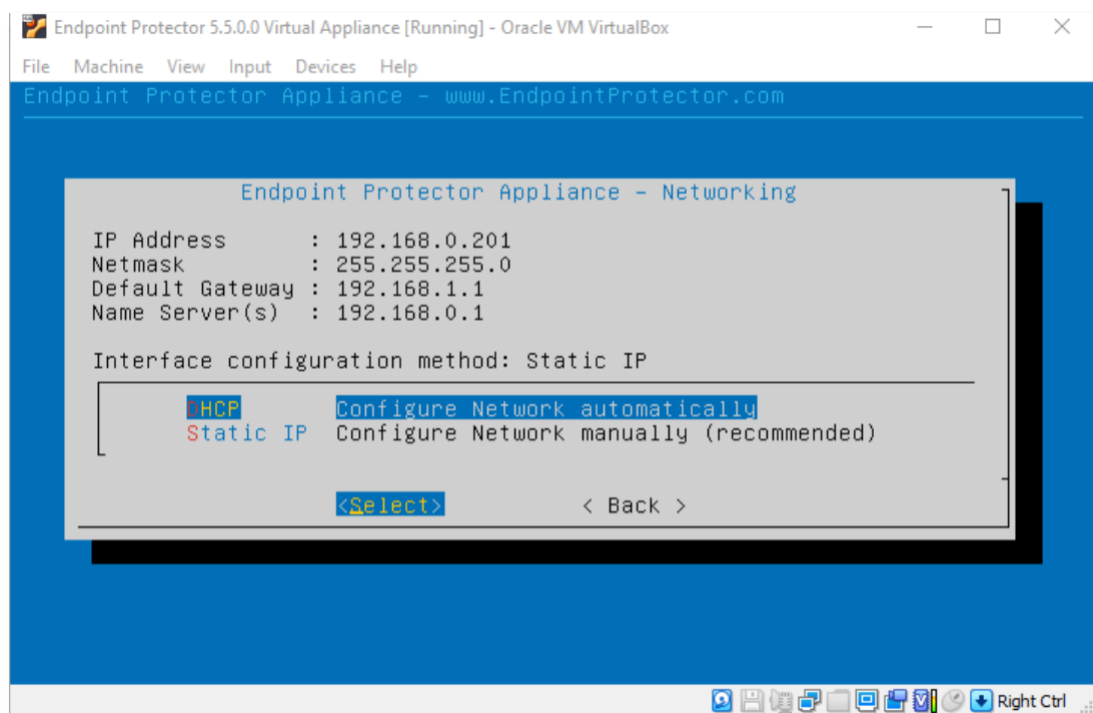 Endpoint Protector 5.5.0.0 Virtual Appliance [Running] - Oracle VM VirtualBox
File Machine View Input Devices Help
Endpoint Protector Appliance - www.EndpointProtector.com
Endpoint Protector Appliance - Networking
IP Address : 192.168.0.201
Netmask : 255.255.255.0
Default Gateway : 192.168.1.1
Name Server(s) : 192.168.0.1
Interface configuration method: Static IP
DHCP Configure Network automatically
Static IP Configure Network manually (recommended)
<Select> < Back >
Right Ctrl